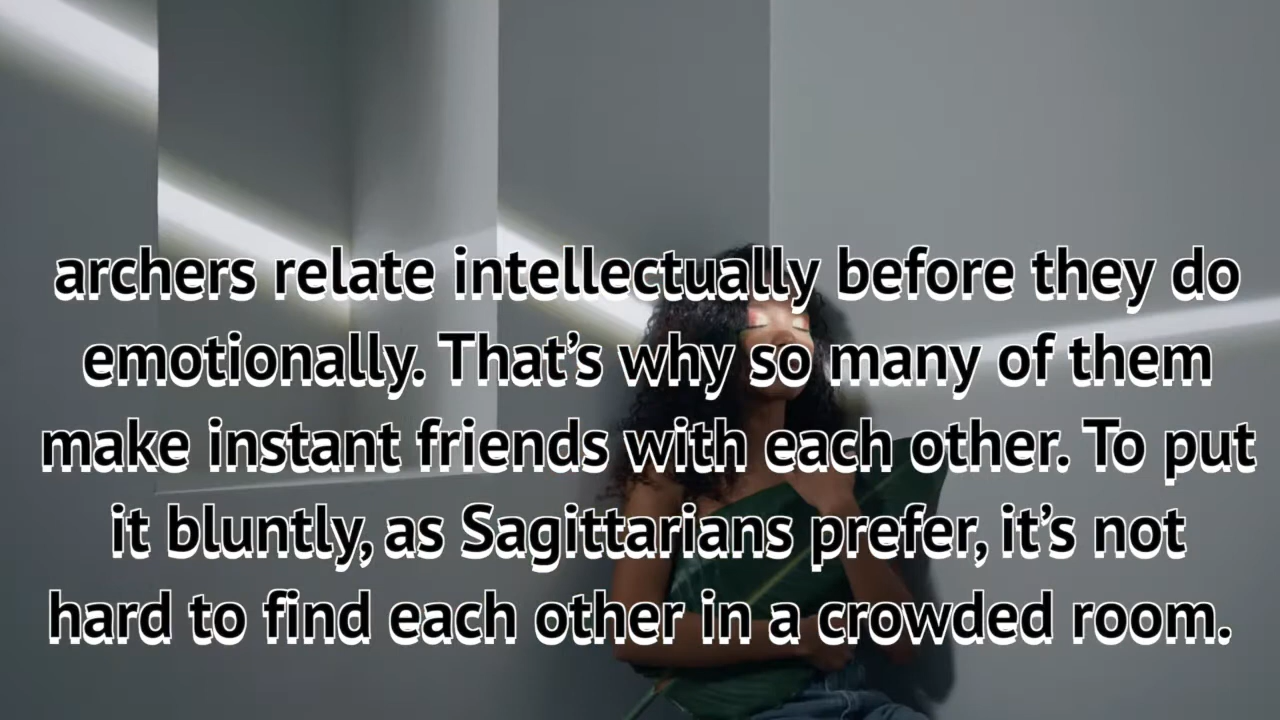 archers relate intellectually before they do
emotionally. That’s why so many of them
make instant friends with each other. To put
it bluntly, as Sagittarians prefer, it’s not
hard to find each other in a crowded room.